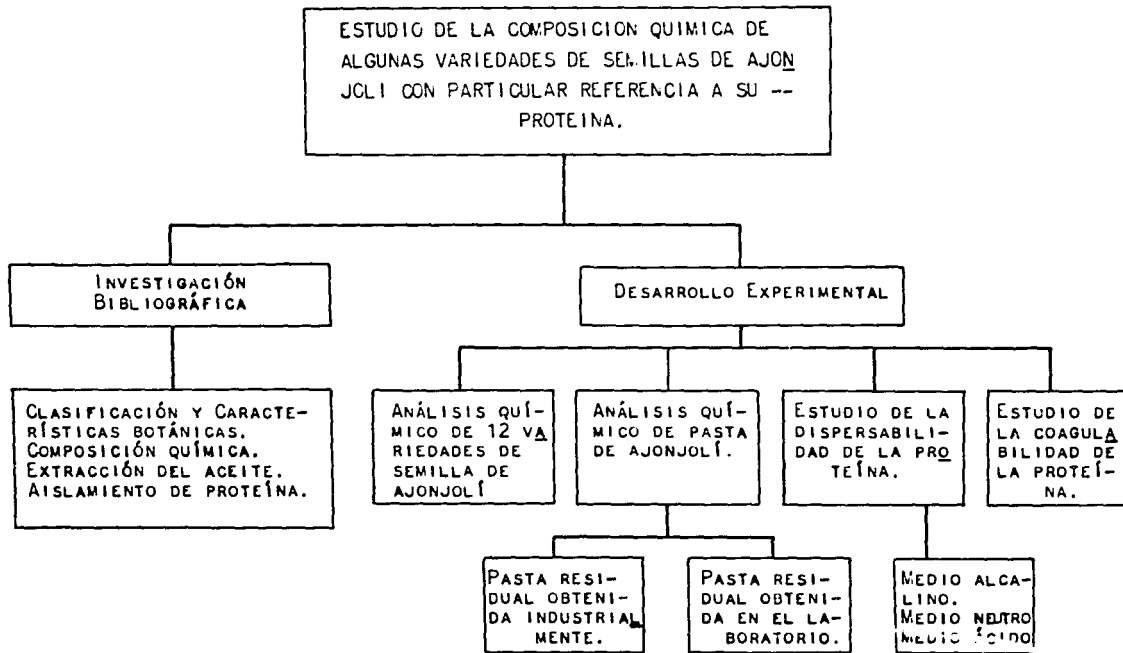 ESTUDIO DE LA COMPOSICION QUIMICA DE
ALGUNAS VARIEDADES DE SEMILLAS DE AJON
JOLI CON PARTICULAR REFERENCIA A SU --
PROTEINA.
INVESTIGACIÓN
BIBLIOGRÁFICA
DESARROLLO EXPERIMENTAL
CLASIFICACIÓN Y CARACTE-
RÍSTICAS BOTÁNICAS.
COMPOSICIÓN QUÍMICA.
EXTRACCIÓN DEL ACEITE.
AISLAMIENTO DE PROTEÍNA.
ANÁLISIS QUÍ-
MICO DE 12 VA
RIEDADES DE
SEMILLA DE
AJONJOLÍ
ANÁLISIS QUÍ-
MICO DE PASTA
DE AJONJOLÍ.
ESTUDIO DE LA
DISPERSABILI-
DAD DE LA PRO
TEÍNA.
ESTUDIO DE
LA COAGULA
BILIDAD DE
LA PROTEÍ-
NA.
PASTA RESI-
DUAL OBTENI-
DA INDUSTRIAL
MENTE.
PASTA RESI-
DUAL OBTENI-
DA EN EL LA-
BORATORIO.
MEDIO ALCA-
LINO.
MEDIO NEUTRO
MEDIO ÁCIDO